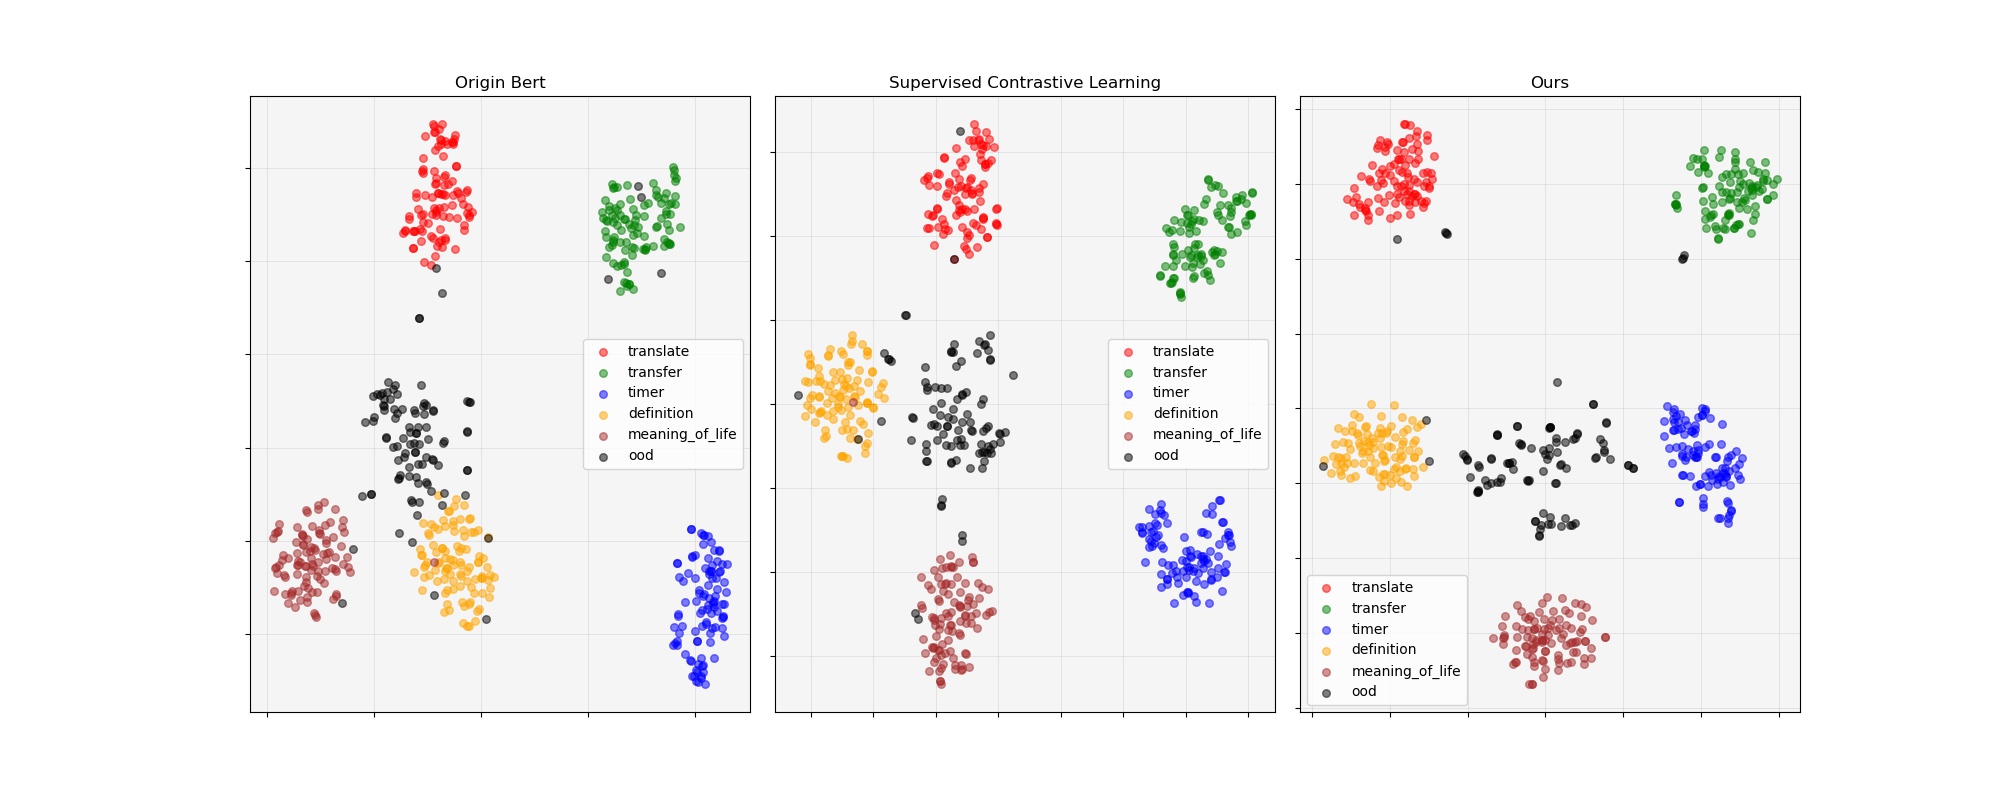 Origin Bert
translate
transfer
timer
definition
meaning_of_life
ood
Supervised Contrastive Learning
translate
transfer
timer
definition
meaning_of_life
ood
Ours
translate
transfer
timer
definition
meaning_of_life
ood